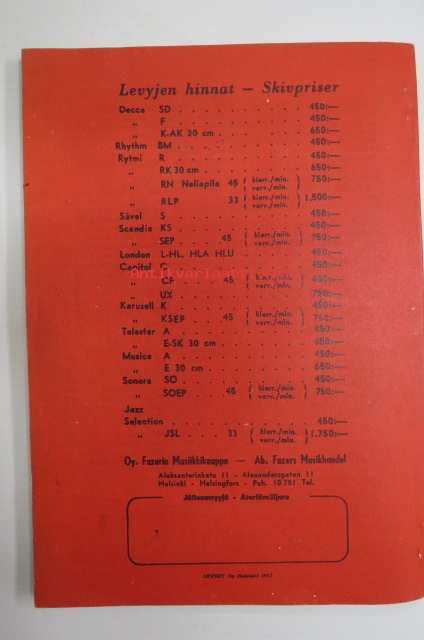 Levyjen hinnat — Skivpriser
Decca SD . . . . . . . . . . 450:—
„ F . . . . . . . . . . 450:—
„ K-AK 30 cm . . . . . . . 650:—
Rhythm BM . . . . . . . . . . 450:—
Rytmi R . . . . . . . . . . 450:—
„ RK 30 cm . . . . . . . . 650:—
„ RN Neliapila 45 ( kierr./min. varv./min. ) 750:—
„ RLP 33 ( kierr./min. varv./min. ) 1,500:—
Sävel S . . . . . . . . . . 450:—
Scandia KS . . . . . . . . . . 450:—
„ SEP . . . 45 ( kierr./min. varv./min. ) 750:—
London L-HL, HLA HLU . . . . . 450:—
Capitol C . . . . . . . . . . 450:—
„ CF . . . 45 ( kierr./min. varv./min. ) 450:—
„ UX . . . . . . . . . . 750:—
Karusell K . . . . . . . . . . 450:—
„ KSEP . . . 45 ( kierr./min. varv./min. ) 750:—
Telester A . . . . . . . . . . 450:—
„ E-SK 30 cm . . . . . . . 650:—
Musica A . . . . . . . . . . 450:—
„ E 30 cm . . . . . . . . 650:—
Sonora SO . . . . . . . . . . 450:—
„ SOEP . . . 45 ( kierr./min. varv./min. ) 750:—
Jazz
Selection . . . . . . . . . . 450:—
„ JSL . . . 33 ( kierr./min. varv./min. ) 1.750:—
Oy. Fazerin Musiikkikauppa — Ab. Fazers Musikhandel
Aleksanterinkatu 11 - Alexandersgatan 11
Helsinki - Helsingfors - Puh. 10 781 Tel.
Jälleenmyyjä - Återförsäljare